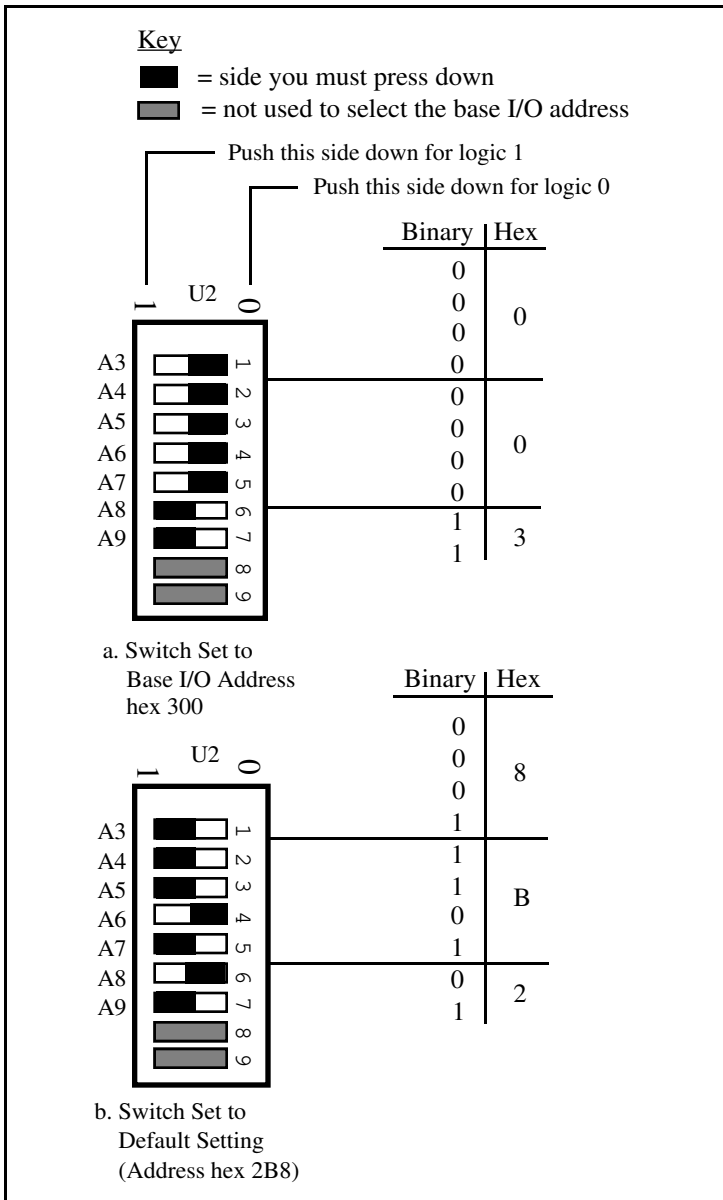 Key
= side you must press down
= not used to select the base I/O address
Push this side down for logic 1
Push this side down for logic 0
Binary Hex
0
0
0
0
0
0
0
0
0
0
1
1
3
1 U2 0
A3 1
A4 2
A5 3
A6 4
A7 5
A8 6
A9 7
8
9
a. Switch Set to
Base I/O Address
hex 300
Binary Hex
0
0
8
0
1
1
1
B
0
1
0
2
1
1 U2 0
A3 1
A4 2
A5 3
A6 4
A7 5
A8 6
A9 7
8
9
b. Switch Set to
Default Setting
(Address hex 2B8)